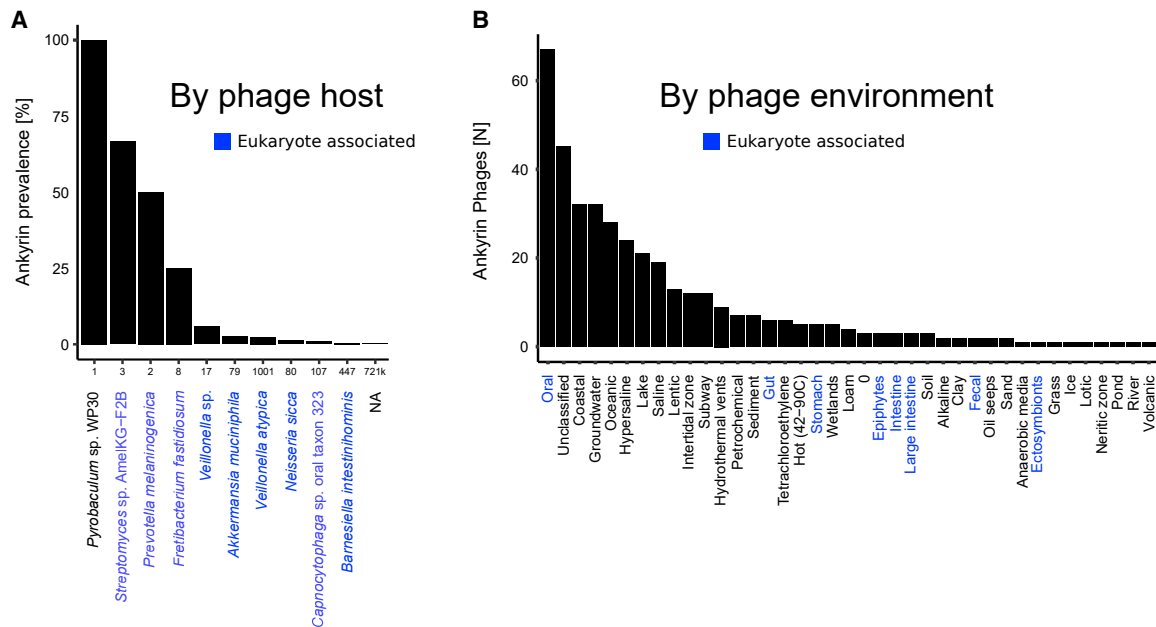 A
By phage host
Eukaryote associated
Ankyrin prevalence [%]
100
75
50
25
0
1
3
2
8
17
79
1001
80
107
447
721k
Pyrobaculum sp. WP30
Streptomyces sp. AmelKG−F2B
Prevotella melaninogenica
Fretibacterium fastidiosum
Veillonella sp.
Akkermansia muciniphila
Veillonella atypica
Neisseria sicca
Capnocytophaga sp. oral taxon 323
Barnesiella intestinihominis
NA
B
By phage environment
Eukaryote associated
Ankyrin Phages [N]
60
40
20
0
Oral
Unclassified
Coastal
Groundwater
Oceanic
Hypersaline
Lake
Saline
Lentic
Intertidal zone
Subway
Hydrothermal vents
Petrochemical
Sediment
Gut
Tetrachloroethylene
Hot (42−90C)
Stomach
Wetlands
Loam
0
Epiphytes
Intestine
Large intestine
Soil
Alkaline
Clay
Fecal
Oil seeps
Sand
Anaerobic media
Ectosymbionts
Grass
Ice
Lotic
Neritic zone
Pond
River
Volcanic